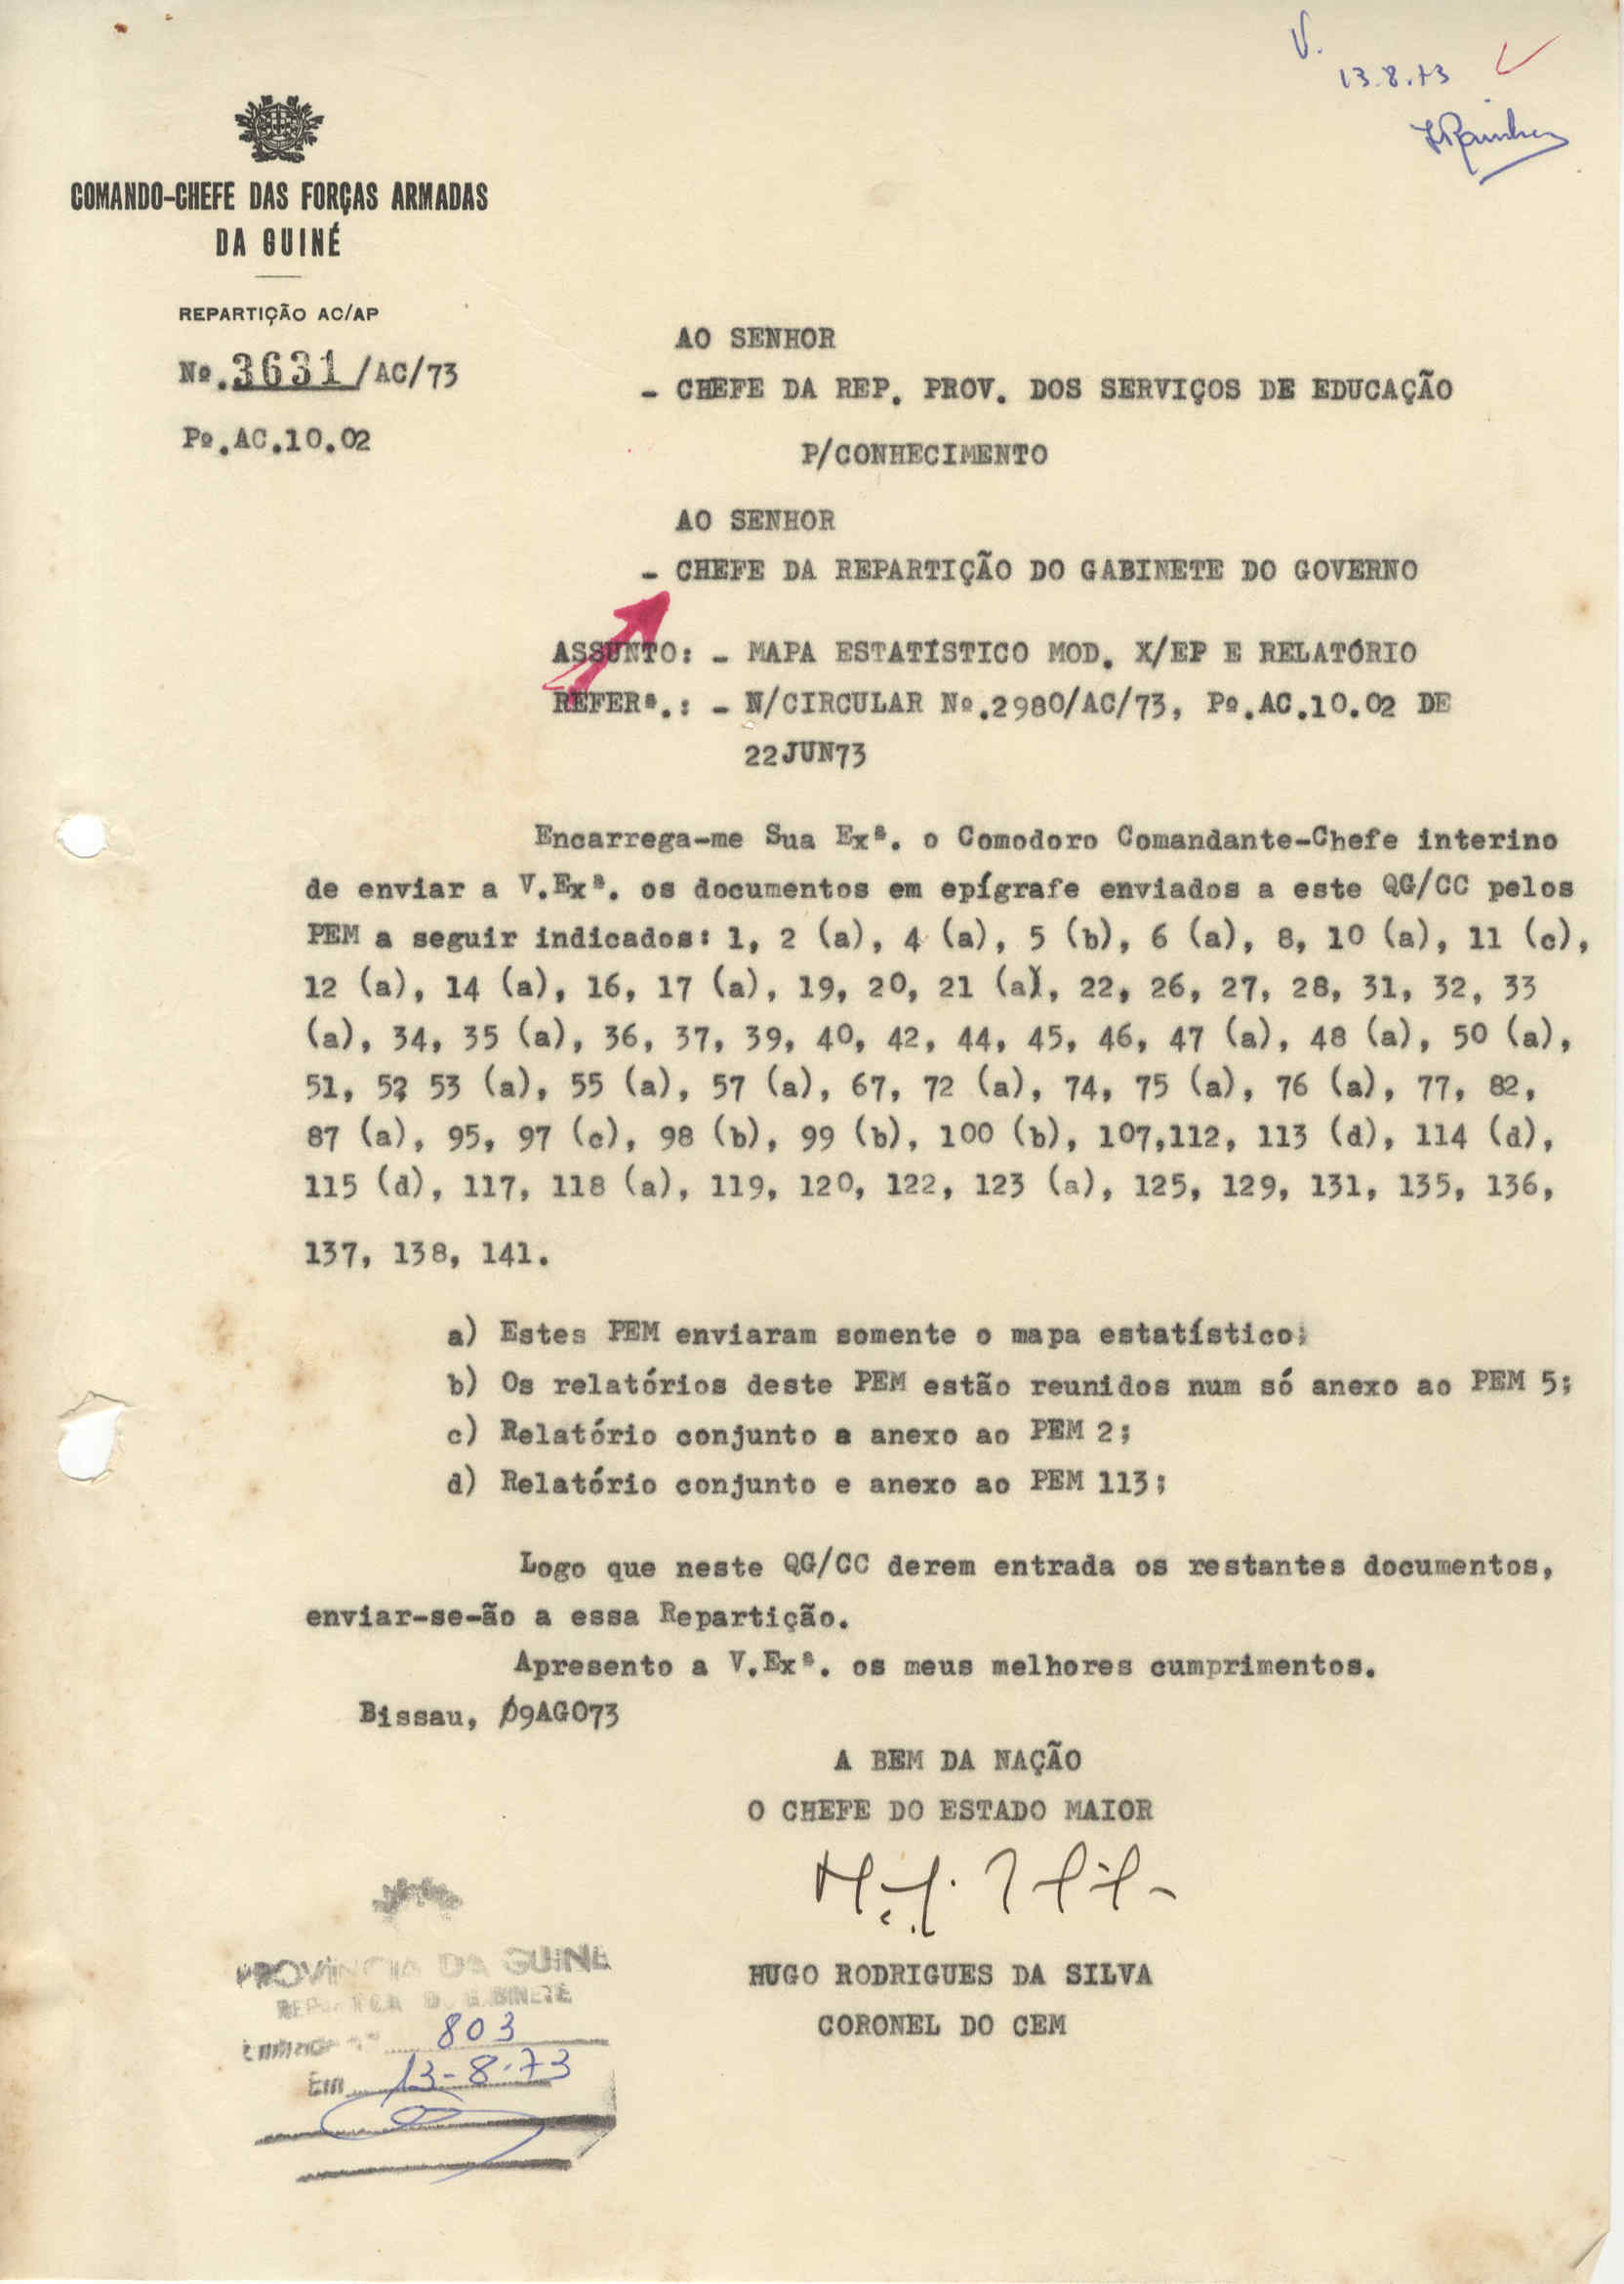 V.
13.8.73
COMANDO-CHEFE DAS FORÇAS ARMADAS
DA GUINÉ
REPARTIÇÃO AC/AP
Nº.3631/AC/73
Pº.AC.10.02
AO SENHOR
- CHEFE DA REP. PROV. DOS SERVIÇOS DE EDUCAÇÃO
P/CONHECIMENTO
AO SENHOR
- CHEFE DA REPARTIÇÃO DO GABINETE DO GOVERNO
ASSUNTO: - MAPA ESTATÍSTICO MOD. X/EP E RELATÓRIO
REFERª.: - N/CIRCULAR Nº.2980/AC/73, Pº.AC.10.02 DE
22JUN73
Encarrega-me Sua Exª. o Comodoro Comandante-Chefe interino
de enviar a V.Exª. os documentos em epígrafe enviados a este QG/CC pelos
PEM a seguir indicados: 1, 2 (a), 4 (a), 5 (b), 6 (a), 8, 10 (a), 11 (c),
12 (a), 14 (a), 16, 17 (a), 19, 20, 21 (a), 22, 26, 27, 28, 31, 32, 33
(a), 34, 35 (a), 36, 37, 39, 40, 42, 44, 45, 46, 47 (a), 48 (a), 50 (a),
51, 52, 53 (a), 55 (a), 57 (a), 67, 72 (a), 74, 75 (a), 76 (a), 77, 82,
87 (a), 95, 97 (c), 98 (b), 99 (b), 100 (b), 107,112, 113 (d), 114 (d),
115 (d), 117, 118 (a), 119, 120, 122, 123 (a), 125, 129, 131, 135, 136,
137, 138, 141.
a) Estes PEM enviaram somente o mapa estatístico;
b) Os relatórios deste PEM estão reunidos num só anexo ao PEM 5;
c) Relatório conjunto e anexo ao PEM 2;
d) Relatório conjunto e anexo ao PEM 113;
Logo que neste QG/CC derem entrada os restantes documentos,
enviar-se-ão a essa Repartição.
Apresento a V.Exª. os meus melhores cumprimentos.
Bissau, 09AGO73
A BEM DA NAÇÃO
O CHEFE DO ESTADO MAIOR
HUGO RODRIGUES DA SILVA
CORONEL DO CEM
PROVÍNCIA DA GUINÉ
GABINETE
803
Em 13-8-73